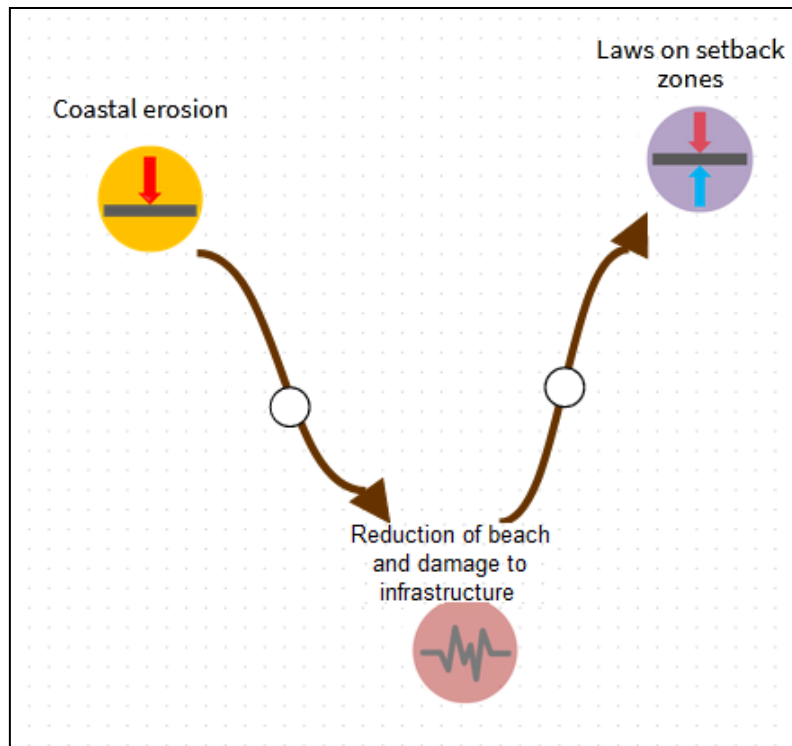 Coastal erosion
Laws on setback
zones
Reduction of beach
and damage to
infrastructure